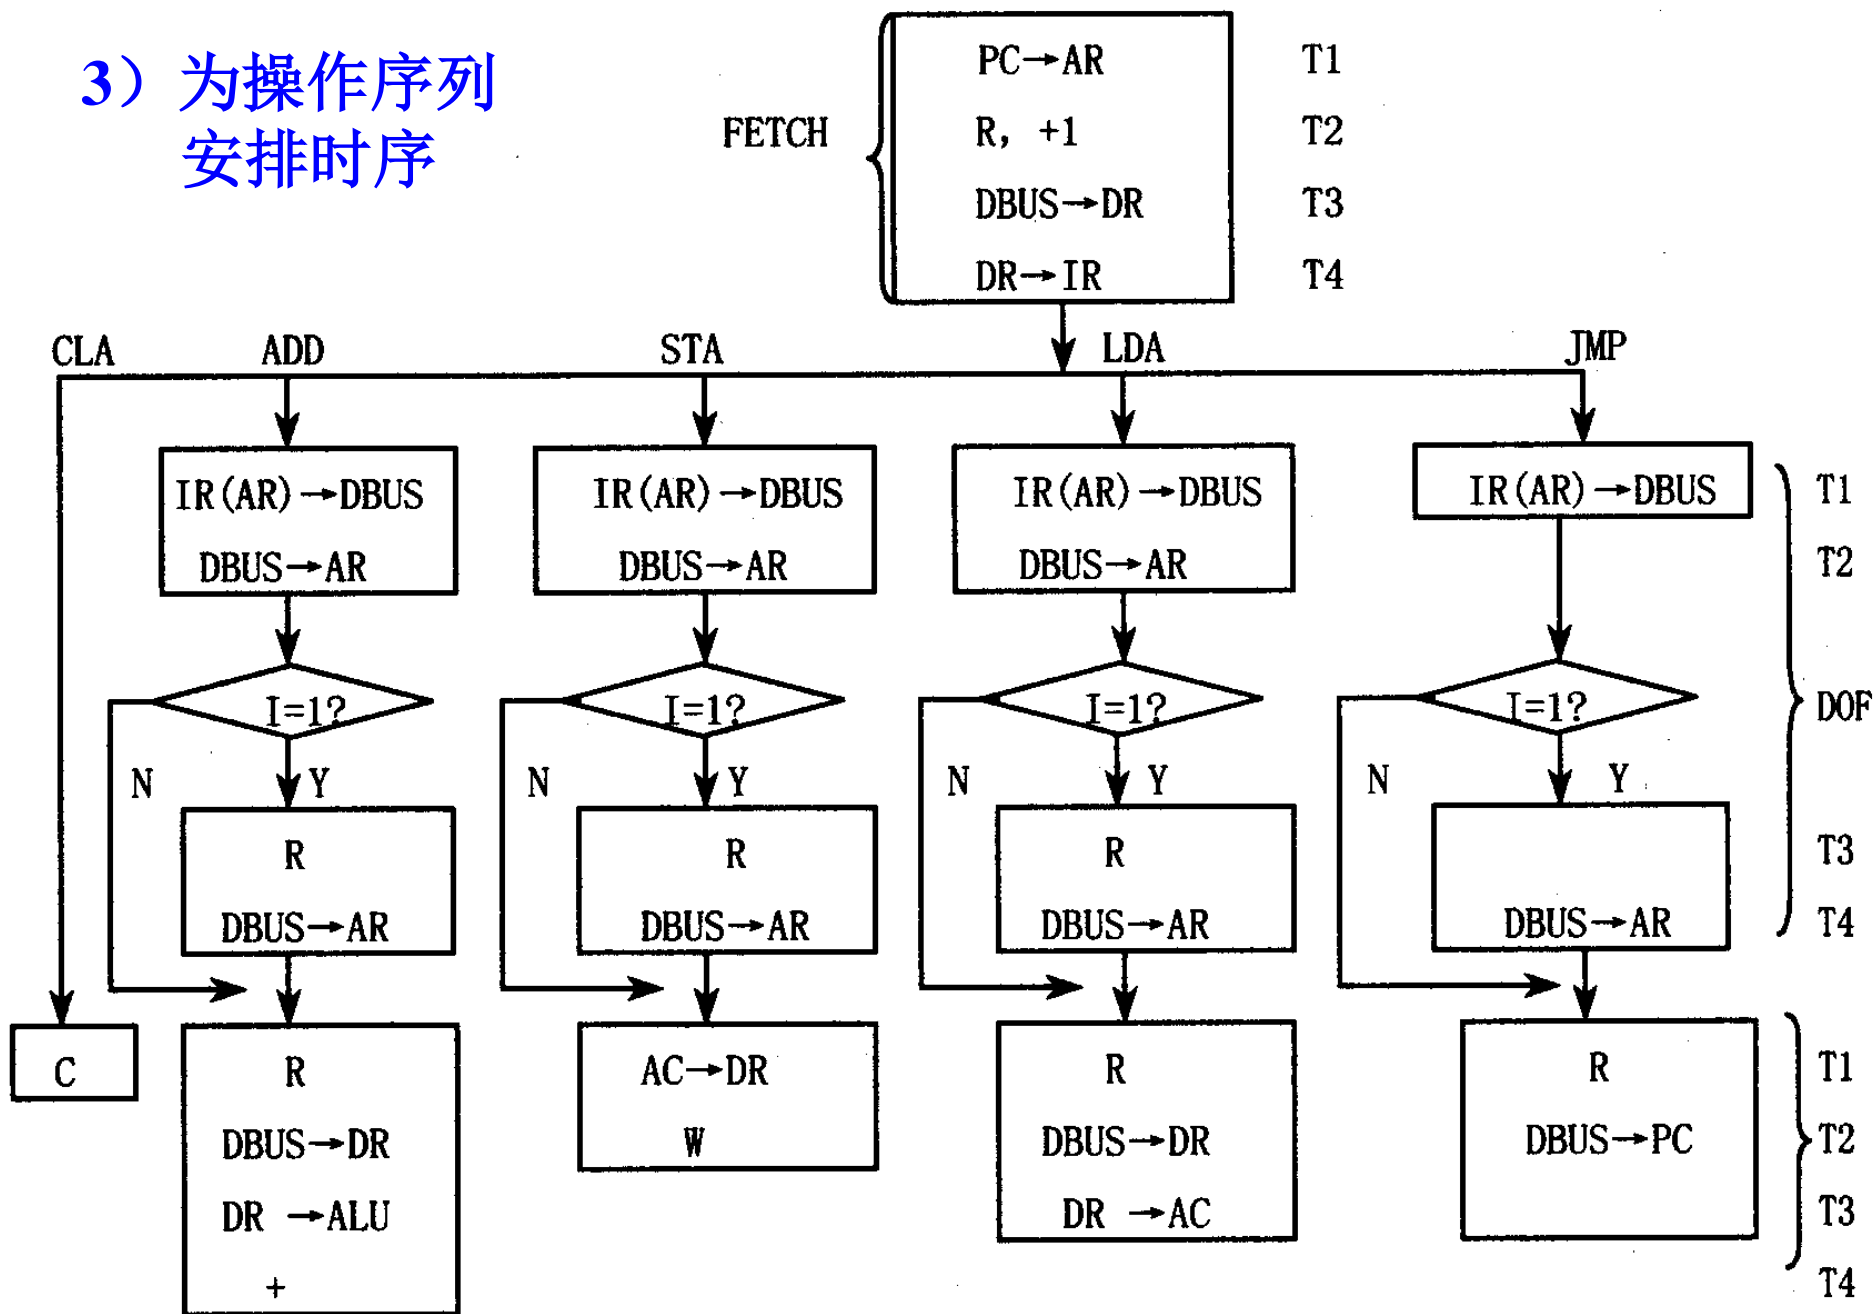 3）为操作序列
安排时序
FETCH
PC→AR T1
R, +1 T2
DBUS→DR T3
DR→IR T4
CLA ADD STA LDA JMP
IR(AR)→DBUS IR(AR)→DBUS IR(AR)→DBUS IR(AR)→DBUS T1
DBUS→AR DBUS→AR DBUS→AR T2
I=1? I=1? I=1? I=1? DOF
N Y N Y N Y N Y
R R R T3
DBUS→AR DBUS→AR DBUS→AR DBUS→AR T4
C R AC→DR R R T1
DBUS→DR W DBUS→DR DBUS→PC T2
DR→ALU DR→AC T3
+ T4